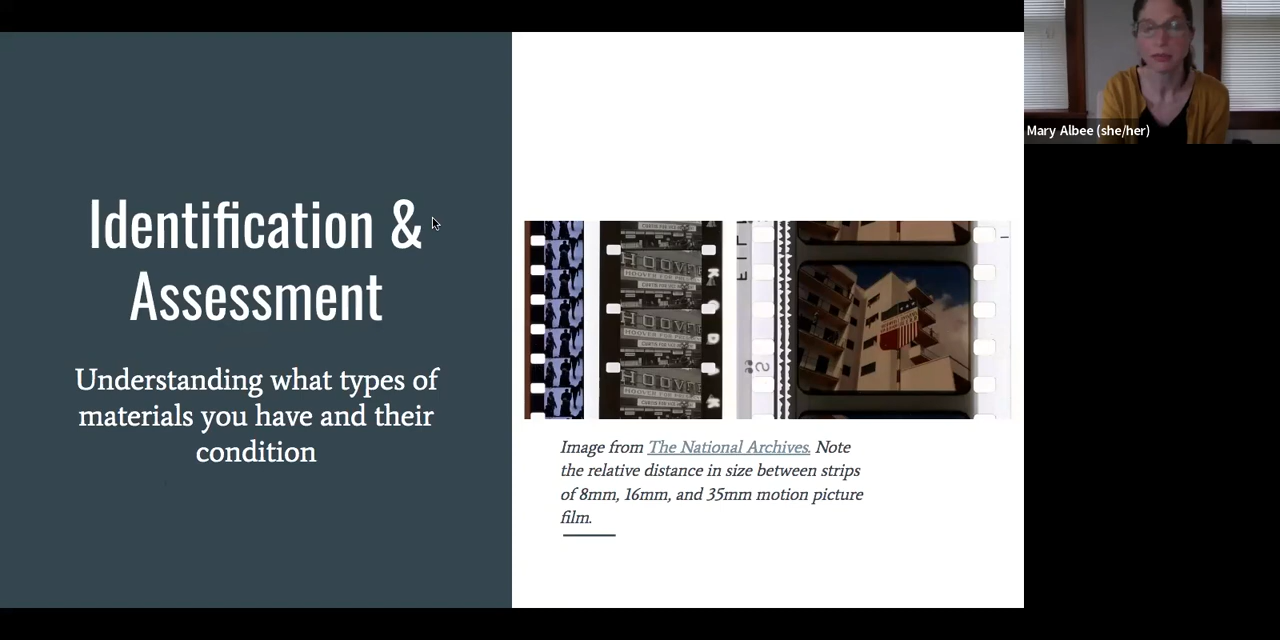 Identification &
Assessment
Understanding what types of
materials you have and their
condition
HOOVER
HOOVER
HOOVER
Image from The National Archives. Note
the relative distance in size between strips
of 8mm, 16mm, and 35mm motion picture
film.
Mary Albee (she/her)